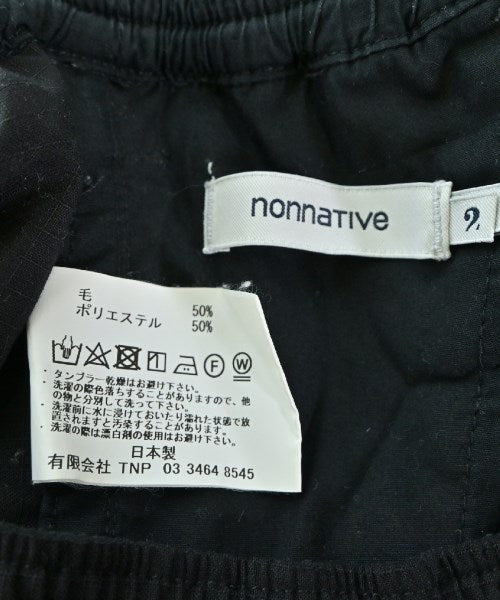 nonnative
2
毛 50%
ポリエステル 50%
F W
・タンブラー乾燥はお避け下さい。
・洗濯の際色落ちすることがありますので、他
の物と分別して洗って下さい。
・洗濯前に水に浸けておいたり濡れた状態で放
置されますと汚染することがあります。
・洗濯の際は漂白剤の使用はお避け下さい。
日本製
有限会社 TNP 03 3464 8545